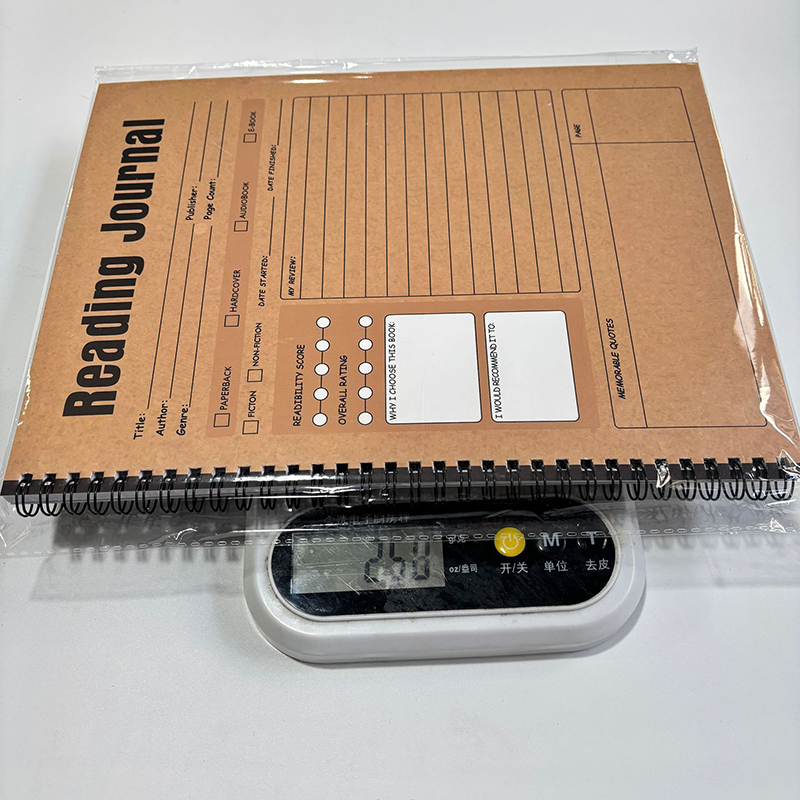 Reading Journal
Title:
Author: Publisher:
Genre: Page Count:
PAPERBACK HARDCOVER AUDIOBOOK E-BOOK
FICTON NON-FICTION DATE STARTED: DATE FINISHED:
READIBILITY SCORE
OVERALL RATING
MY REVIEW:
WHY I CHOOSE THIS BOOK:
I WOULD RECOMMEND IT TO:
MEMORABLE QUOTES PAGE
258
oz/盎司
M T
开/关 单位 去皮